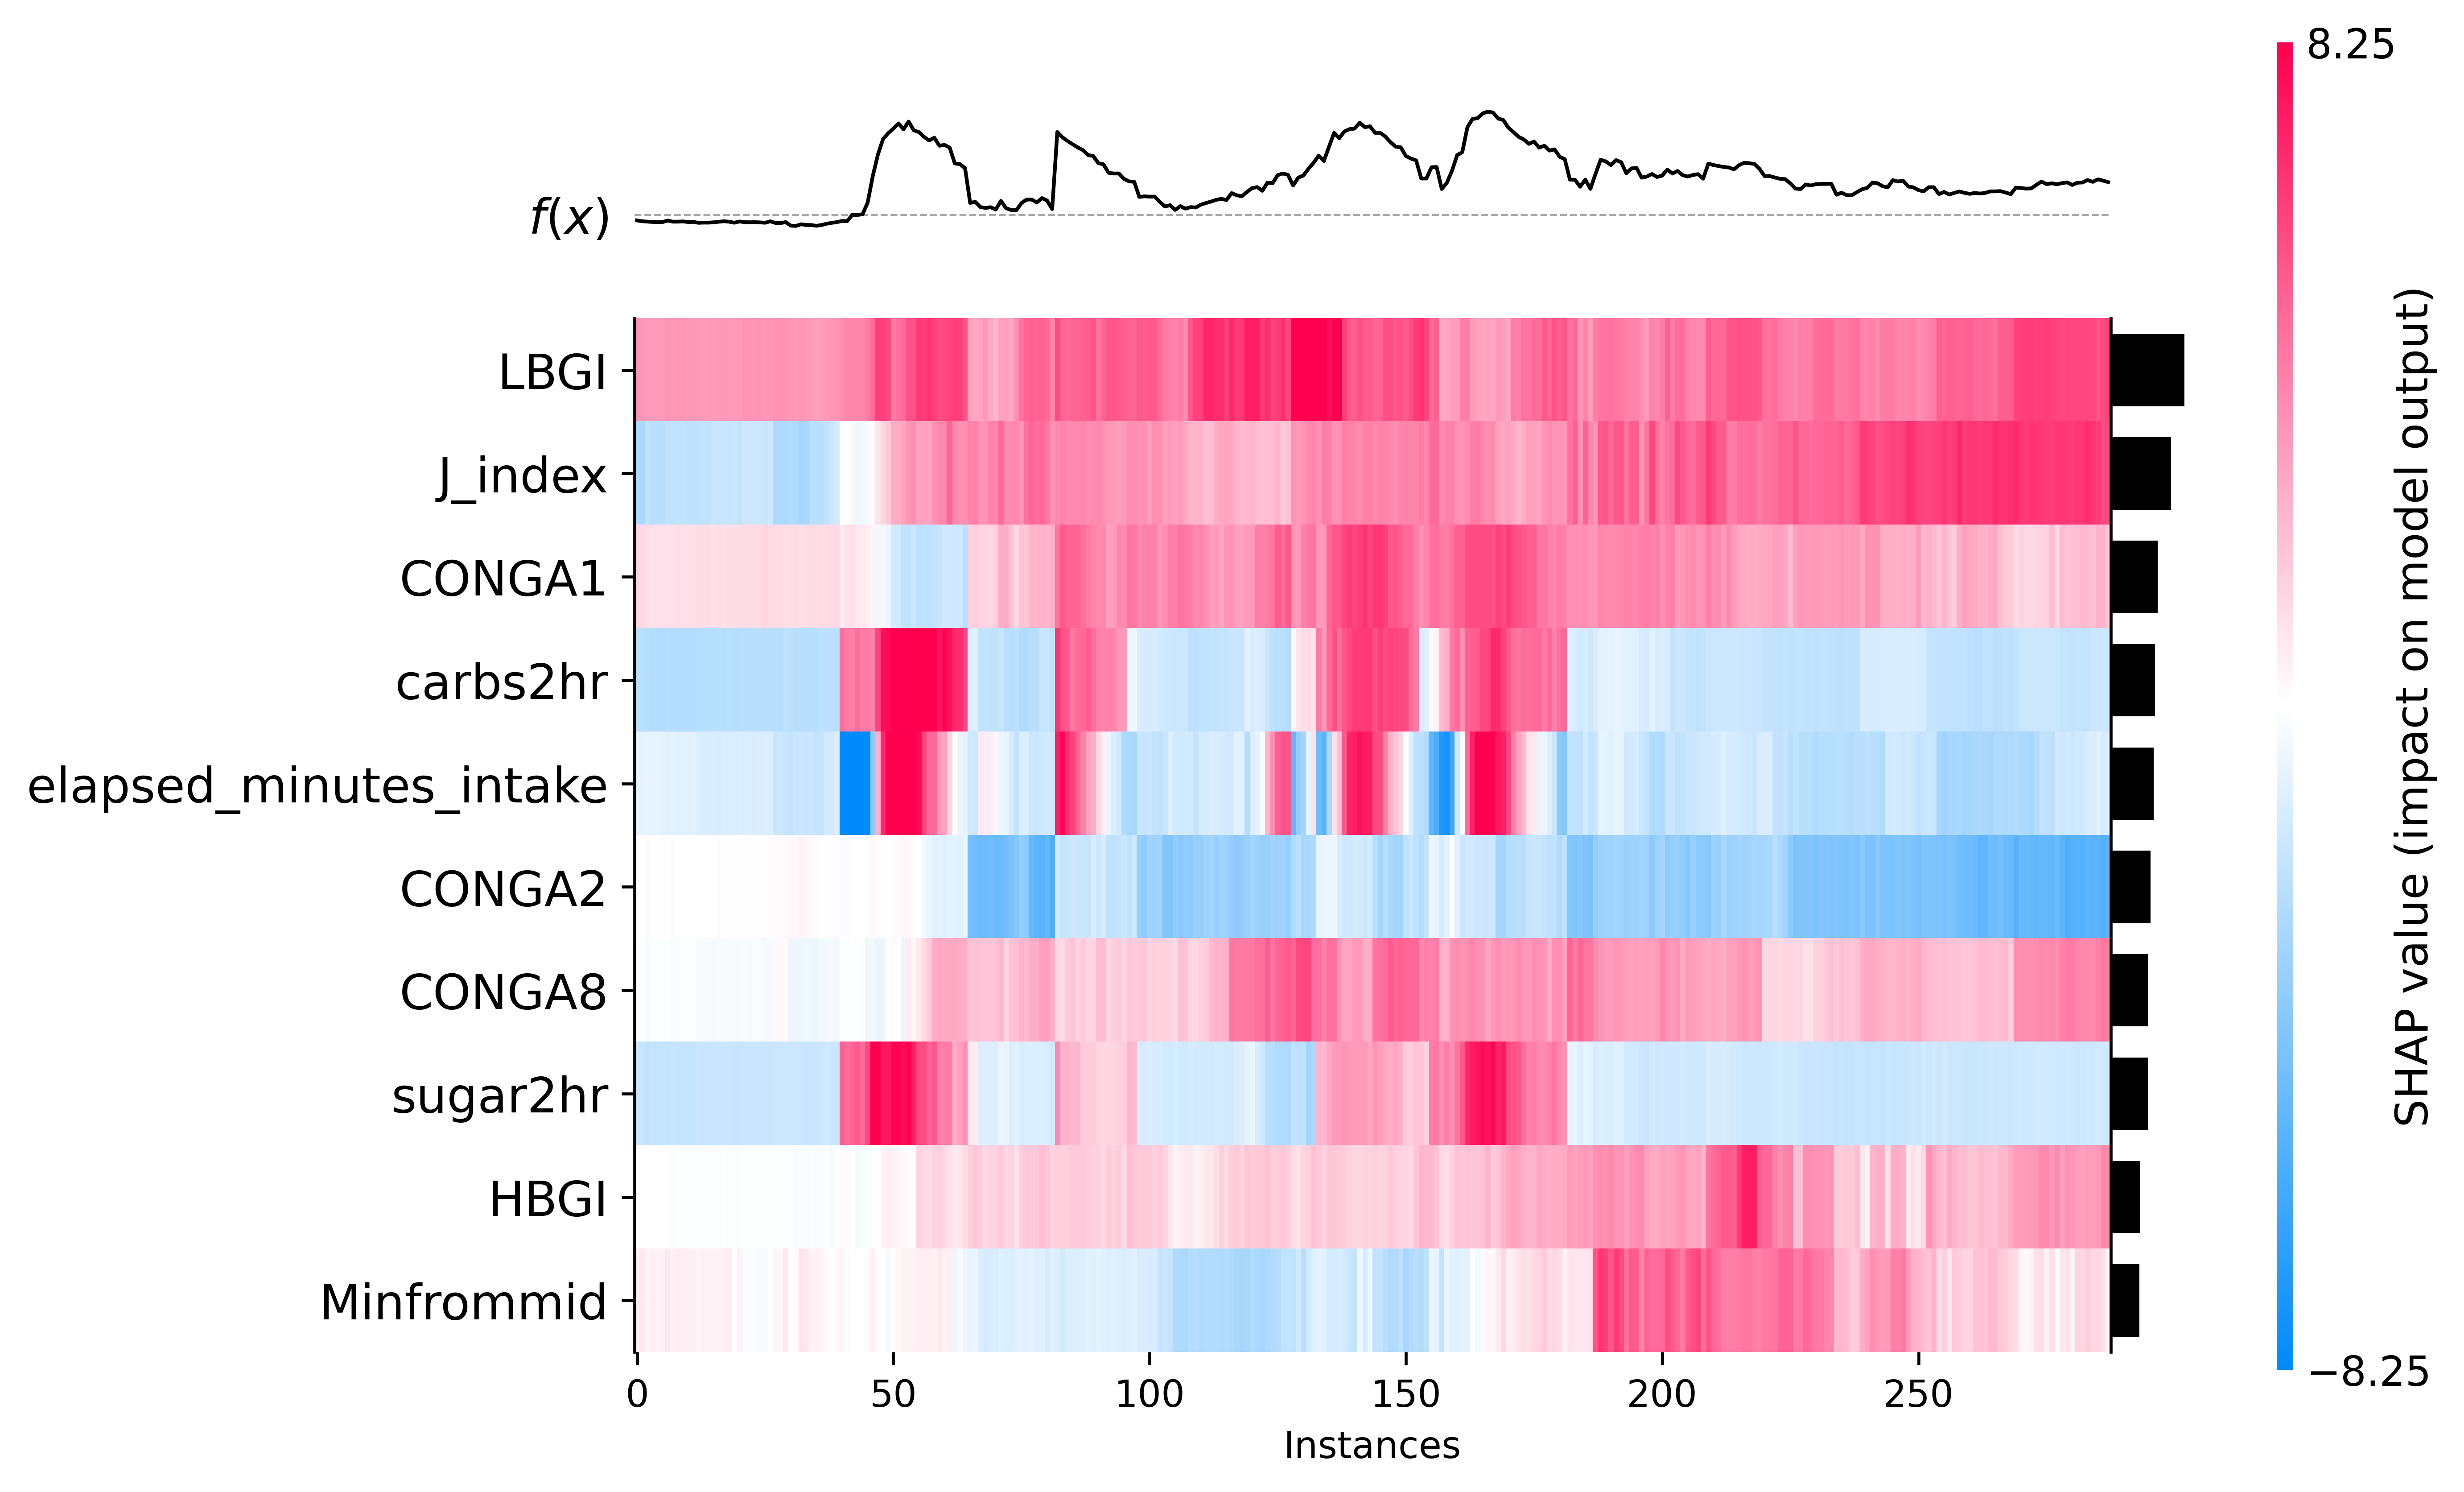 8.25
f(x)
LBGI
J_index
CONGA1
carbs2hr
elapsed_minutes_intake
CONGA2
CONGA8
sugar2hr
HBGI
Minfrommid
0 50 100 150 200 250
Instances
SHAP value (impact on model output)
−8.25